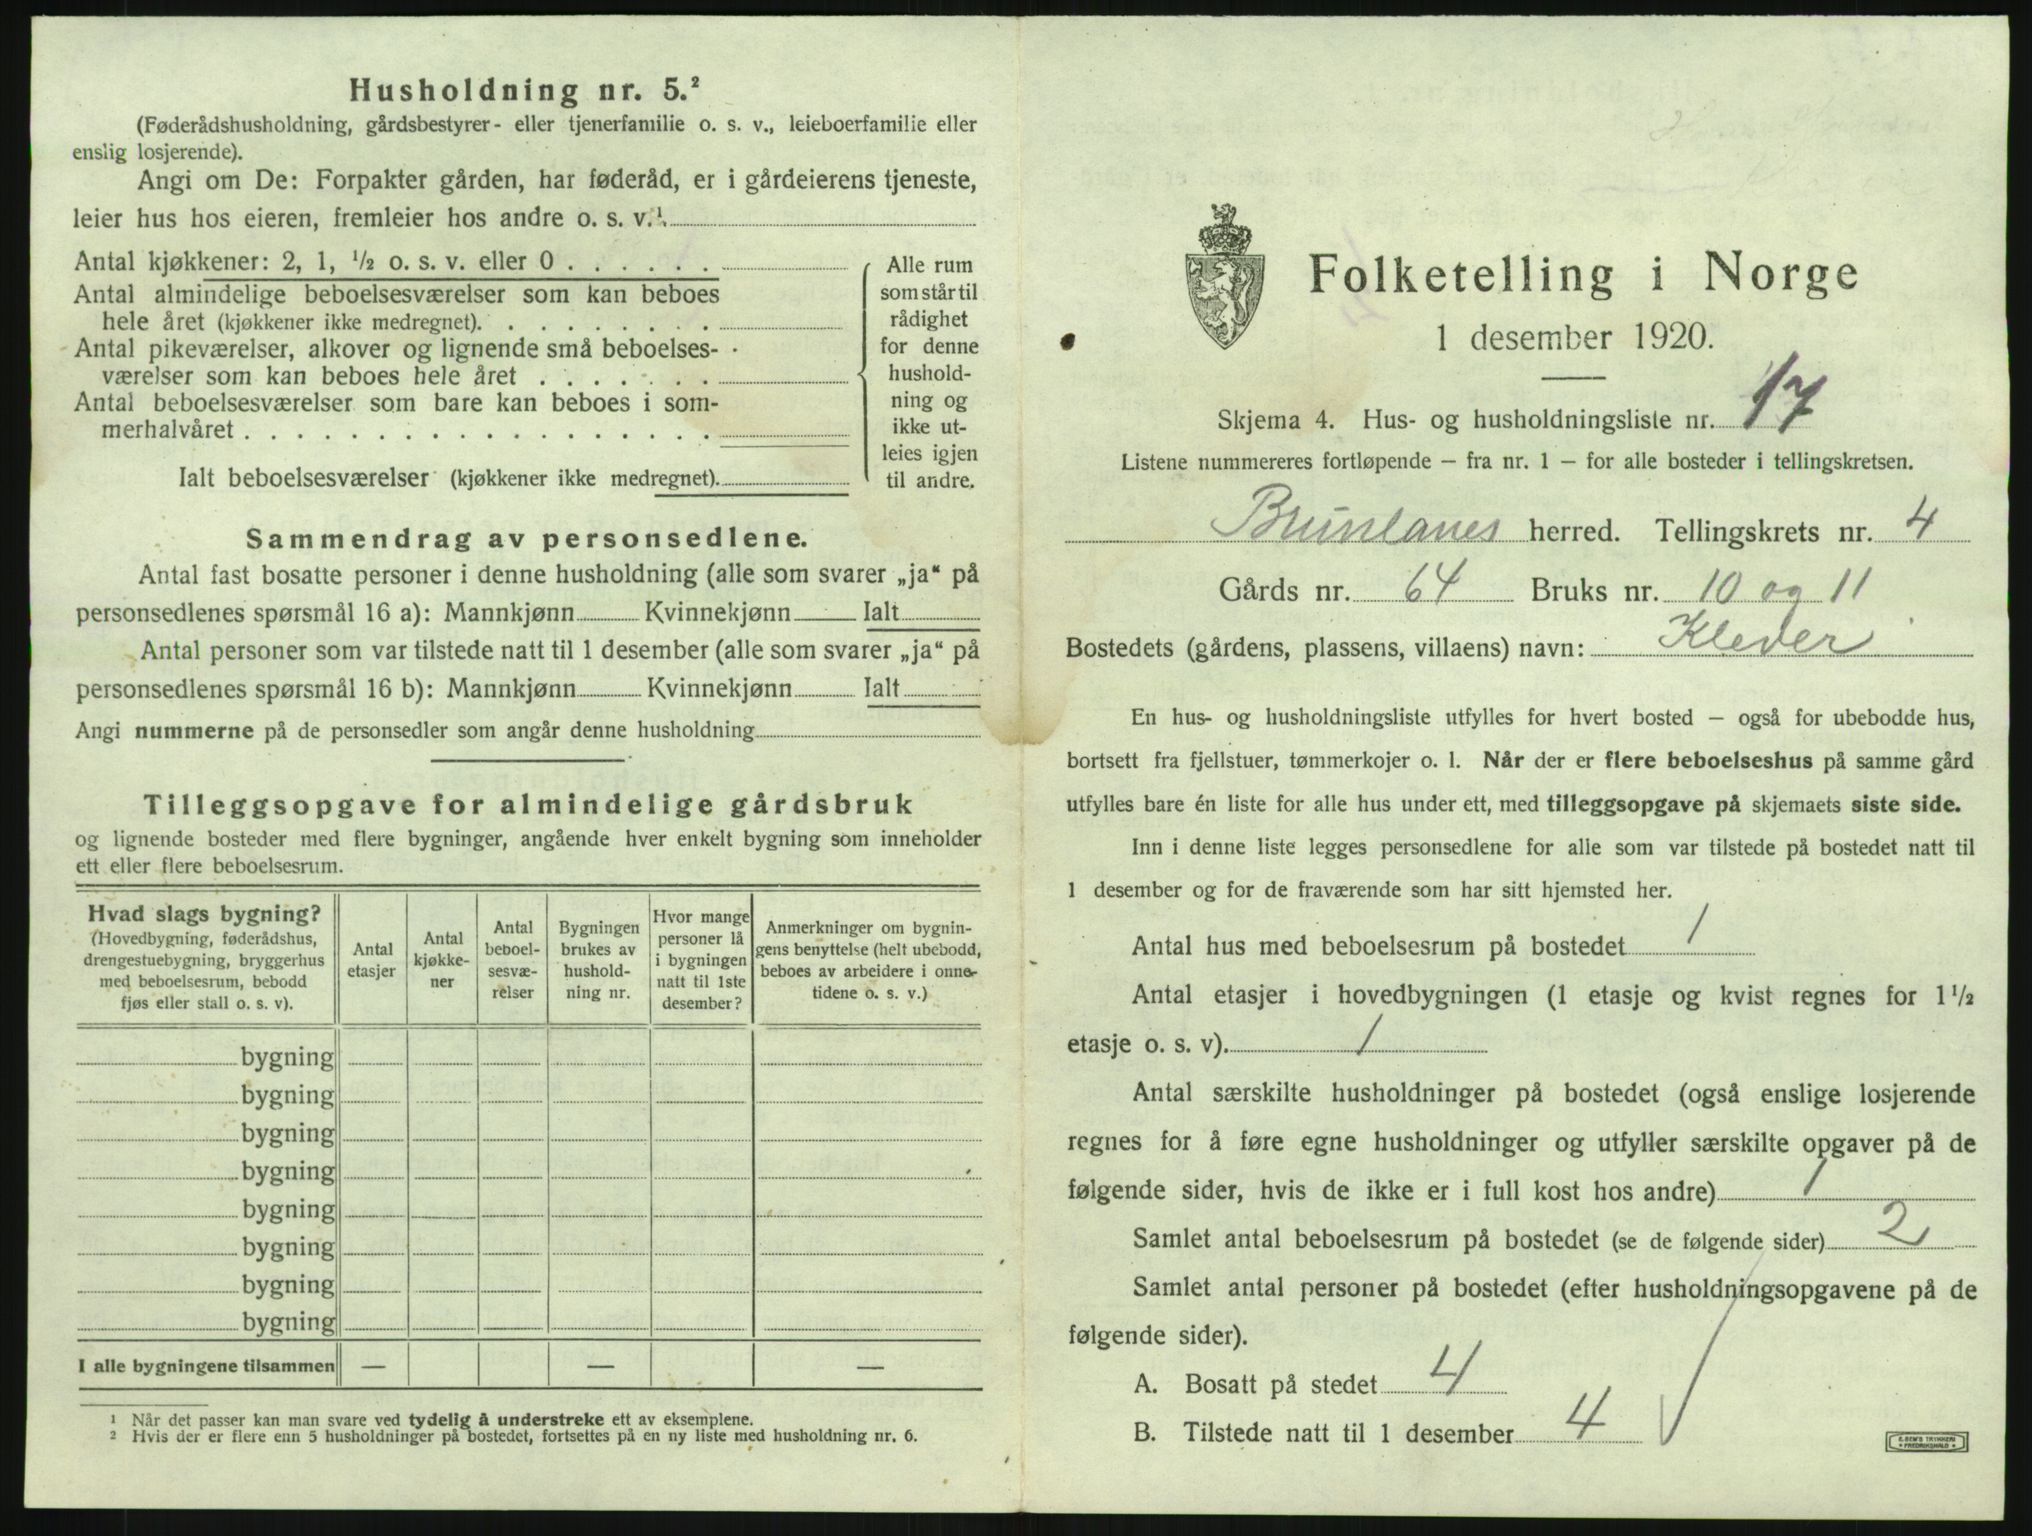 Husholdning nr. 5.²
(Føderådshusholdning, gårdsbestyrer- eller tjenerfamilie o. s. v., leieboerfamilie eller
enslig losjerende).
Angi om De: Forpakter gården, har føderåd, er i gårdeierens tjeneste,
leier hus hos eieren, fremleier hos andre o. s. v.¹
Antal kjøkkener: 2, 1, ½ o. s. v. eller 0
Antal almindelige beboelsesværelser som kan beboes
hele året (kjøkkener ikke medregnet).
Antal pikeværelser, alkover og lignende små beboelses-
værelser som kan beboes hele året
Antal beboelsesværelser som bare kan beboes i som-
merhalvåret
Ialt beboelsesværelser (kjøkkener ikke medregnet).
Alle rum
som står til
rådighet
for denne
hushold-
ning og
ikke ut-
leies igjen
til andre.
Sammendrag av personsedlene.
Antal fast bosatte personer i denne husholdning (alle som svarer „ja“ på
personsedlenes spørsmål 16 a): Mannkjønn Kvinnekjønn Ialt
Antal personer som var tilstede natt til 1 desember (alle som svarer „ja“ på
personsedlenes spørsmål 16 b): Mannkjønn Kvinnekjønn Ialt
Angi nummerne på de personsedler som angår denne husholdning
Tilleggsopgave for almindelige gårdsbruk
og lignende bosteder med flere bygninger, angående hver enkelt bygning som inneholder
ett eller flere beboelsesrum.
Hvad slags bygning?
(Hovedbygning, føderådshus,
drengestuebygning, bryggerhus
med beboelsesrum, bebodd
fjøs eller stall o. s. v).
Antal
etasjer
Antal
kjøkke-
ner
Antal
beboel-
sesvæ-
relser
Bygningen
brukes av
hushold-
ning nr.
Hvor mange
personer lå
i bygningen
natt til 1ste
desember?
Anmerkninger om bygnin-
gens benyttelse (helt ubebodd,
beboes av arbeidere i onne-
tidene o. s. v.)
bygning
bygning
bygning
bygning
bygning
bygning
bygning
bygning
I alle bygningene tilsammen — — —
¹ Når det passer kan man svare ved tydelig å understreke ett av eksemplene.
² Hvis der er flere enn 5 husholdninger på bostedet, fortsettes på en ny liste med husholdning nr. 6.
Folketelling i Norge
1 desember 1920.
Skjema 4. Hus- og husholdningsliste nr. 17
Listene nummereres fortløpende — fra nr. 1 — for alle bosteder i tellingskretsen.
Brunlanes herred. Tellingskrets nr. 4
Gårds nr. 64 Bruks nr. 10 og 11
Bostedets (gårdens, plassens, villaens) navn: Klever
En hus- og husholdningsliste utfylles for hvert bosted — også for ubebodde hus,
bortsett fra fjellstuer, tømmerkojer o. l. Når der er flere beboelseshus på samme gård
utfylles bare én liste for alle hus under ett, med tilleggsopgave på skjemaets siste side.
Inn i denne liste legges personsedlene for alle som var tilstede på bostedet natt til
1 desember og for de fraværende som har sitt hjemsted her.
Antal hus med beboelsesrum på bostedet 1
Antal etasjer i hovedbygningen (1 etasje og kvist regnes for 1½
etasje o. s. v). 1
Antal særskilte husholdninger på bostedet (også enslige losjerende
regnes for å føre egne husholdninger og utfyller særskilte opgaver på de
følgende sider, hvis de ikke er i full kost hos andre) 1
Samlet antal beboelsesrum på bostedet (se de følgende sider) 2
Samlet antal personer på bostedet (efter husholdningsopgavene på de
følgende sider).
A. Bosatt på stedet 4
B. Tilstede natt til 1 desember 4